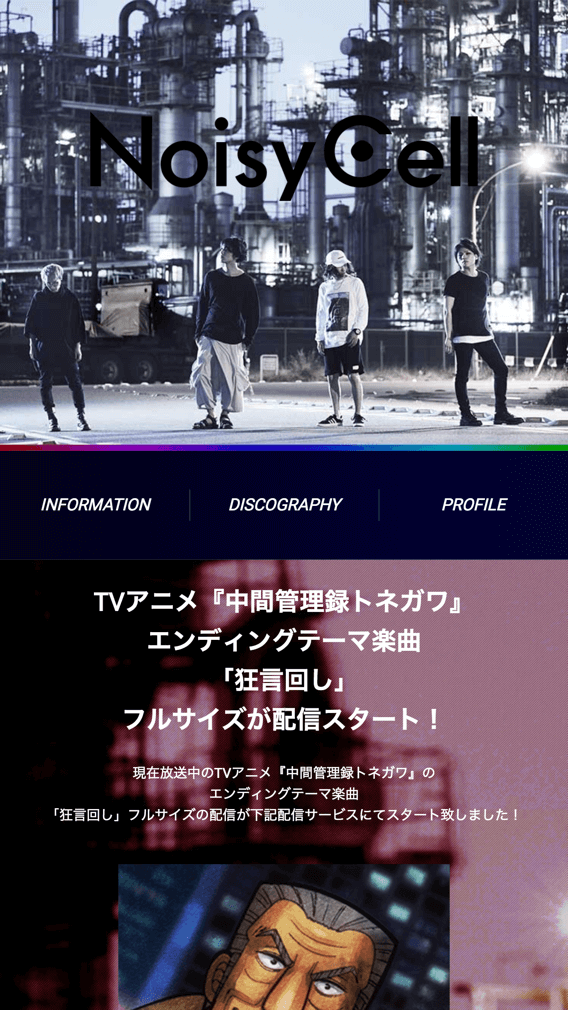 NoisyCell
INFORMATION
DISCOGRAPHY
PROFILE
TVアニメ『中間管理録トネガワ』
エンディングテーマ楽曲
「狂言回し」
フルサイズが配信スタート！
現在放送中のTVアニメ『中間管理録トネガワ』の
エンディングテーマ楽曲
「狂言回し」フルサイズの配信が下記配信サービスにてスタート致しました！